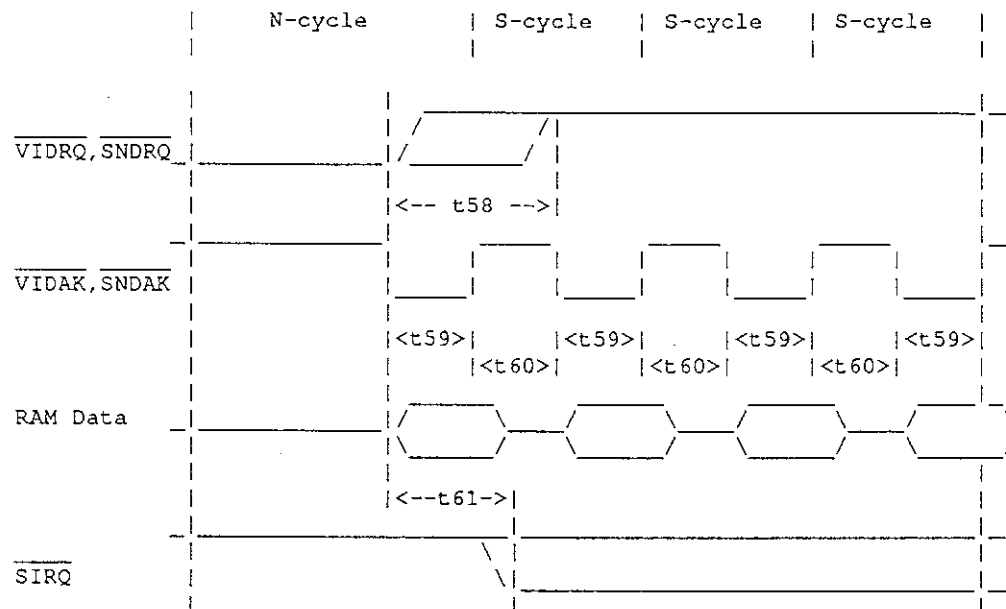 N-cycle S-cycle S-cycle S-cycle
VIDRQ,SNDRQ
<-- t58 -->
VIDAK,SNDAK
<t59> <t59> <t59> <t59>
<t60> <t60> <t60>
RAM Data
<--t61->
SIRQ